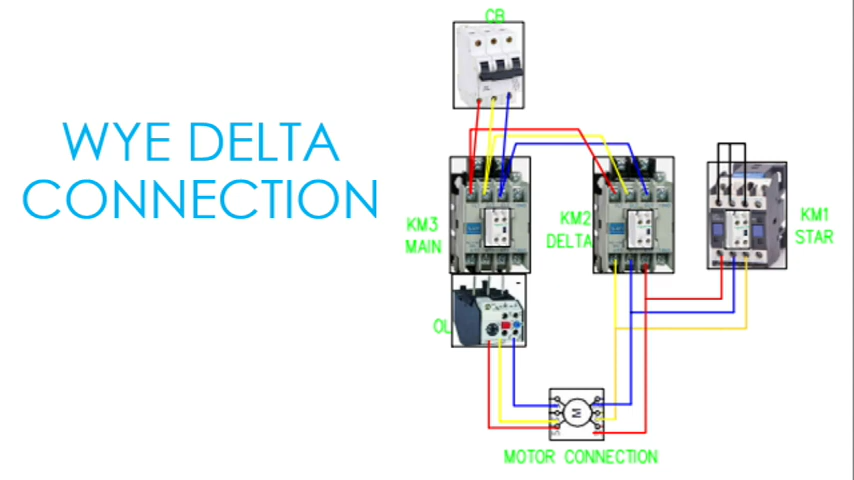 CB
WYE DELTA
CONNECTION
KM3
MAIN
KM2
DELTA
KM1
STAR
OL
M
MOTOR CONNECTION